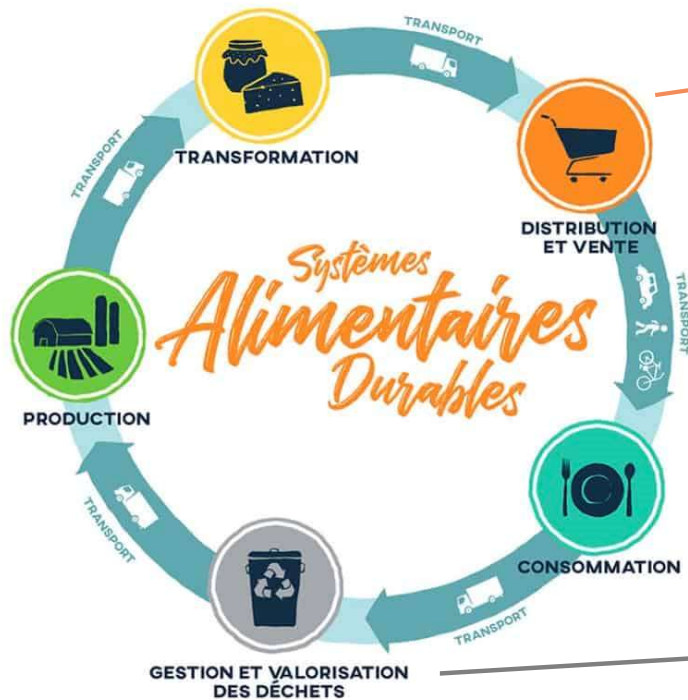 TRANSPORT
TRANSFORMATION
TRANSPORT
DISTRIBUTION
ET VENTE
TRANSPORT
Systèmes
Alimentaires
Durables
PRODUCTION
CONSOMMATION
TRANSPORT
TRANSPORT
GESTION ET VALORISATION
DES DÉCHETS